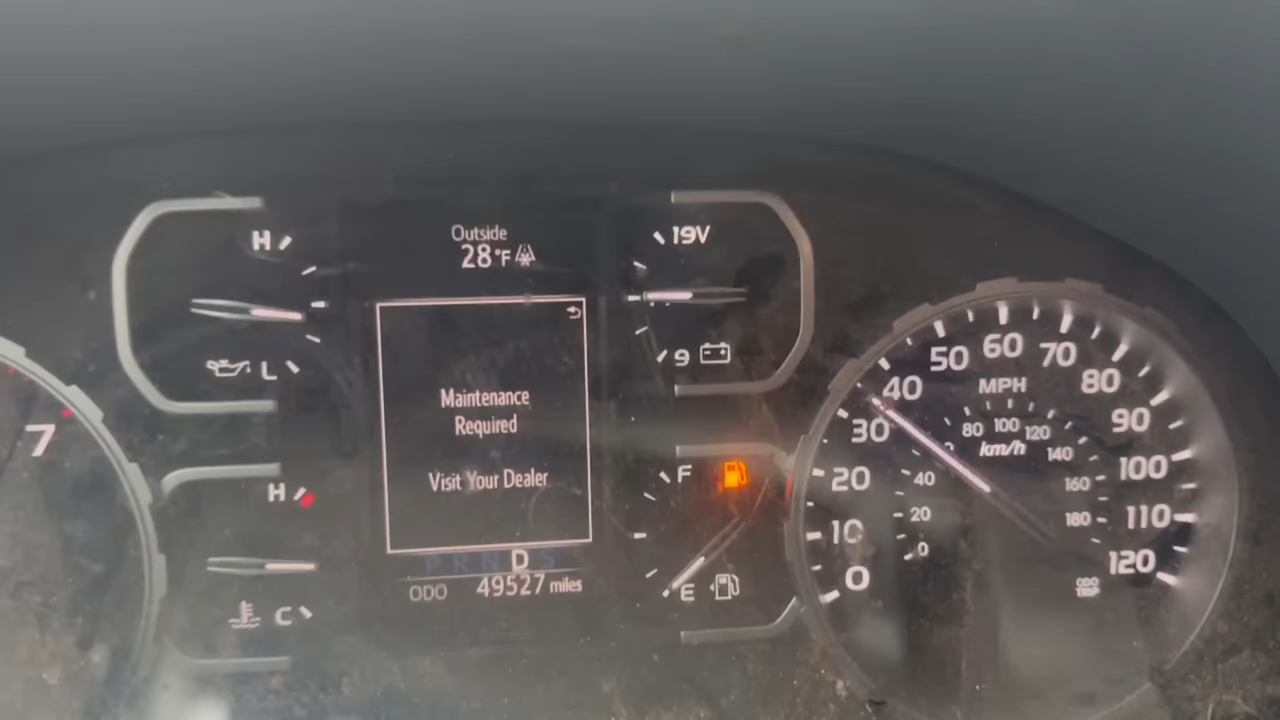 7
H
L
H
C
Outside
28°F
Maintenance
Required
Visit Your Dealer
P R N D S
ODO 49527 miles
19V
9
F
E
0
10
20
30
40
50
60
70
80
90
100
110
120
MPH
0
20
40
80
100
120
140
160
180
km/h
ODO
TRIP